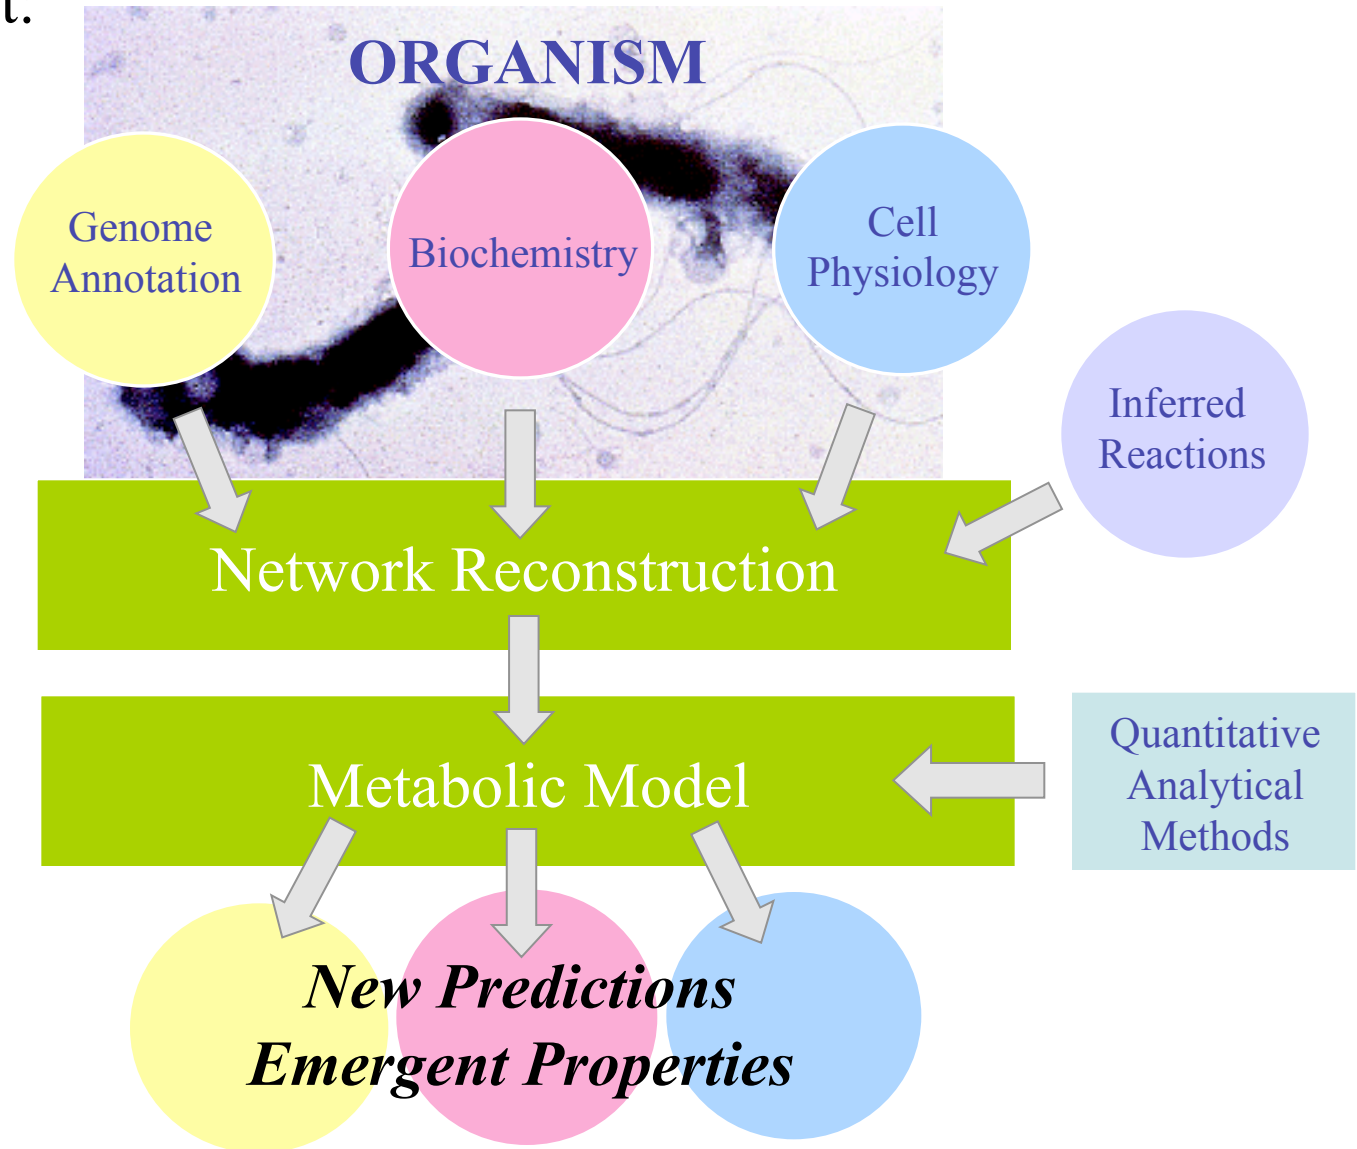 t.
ORGANISM
Genome
Annotation
Biochemistry
Cell
Physiology
Inferred
Reactions
Network Reconstruction
Metabolic Model
Quantitative
Analytical
Methods
New Predictions
Emergent Properties